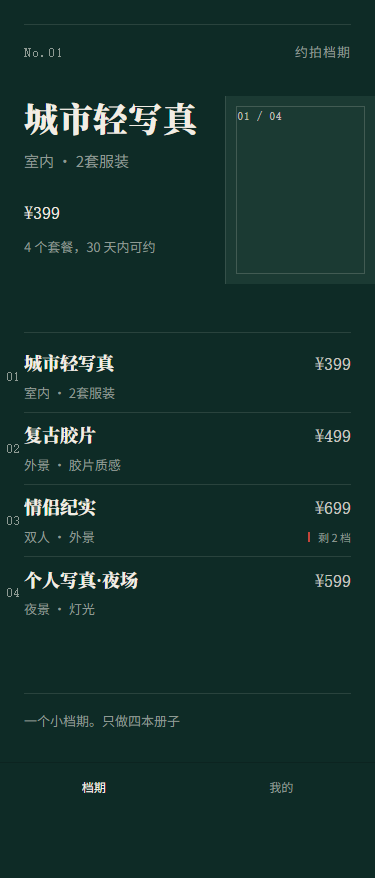 No.01
约拍档期
城市轻写真
01 / 04
室内 · 2套服装
¥399
4 个套餐，30 天内可约
01
城市轻写真
¥399
室内 · 2套服装
02
复古胶片
¥499
外景 · 胶片质感
03
情侣纪实
¥699
双人 · 外景
剩 2 档
04
个人写真·夜场
¥599
夜景 · 灯光
一个小档期。只做四本册子
档期
我的